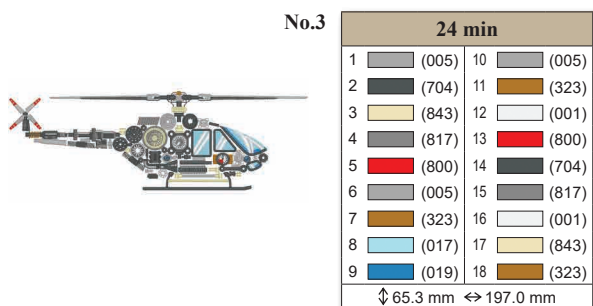 No.3
24 min
1 (005) 10 (005)
2 (704) 11 (323)
3 (843) 12 (001)
4 (817) 13 (800)
5 (800) 14 (704)
6 (005) 15 (817)
7 (323) 16 (001)
8 (017) 17 (843)
9 (019) 18 (323)
↕ 65.3 mm ↔ 197.0 mm